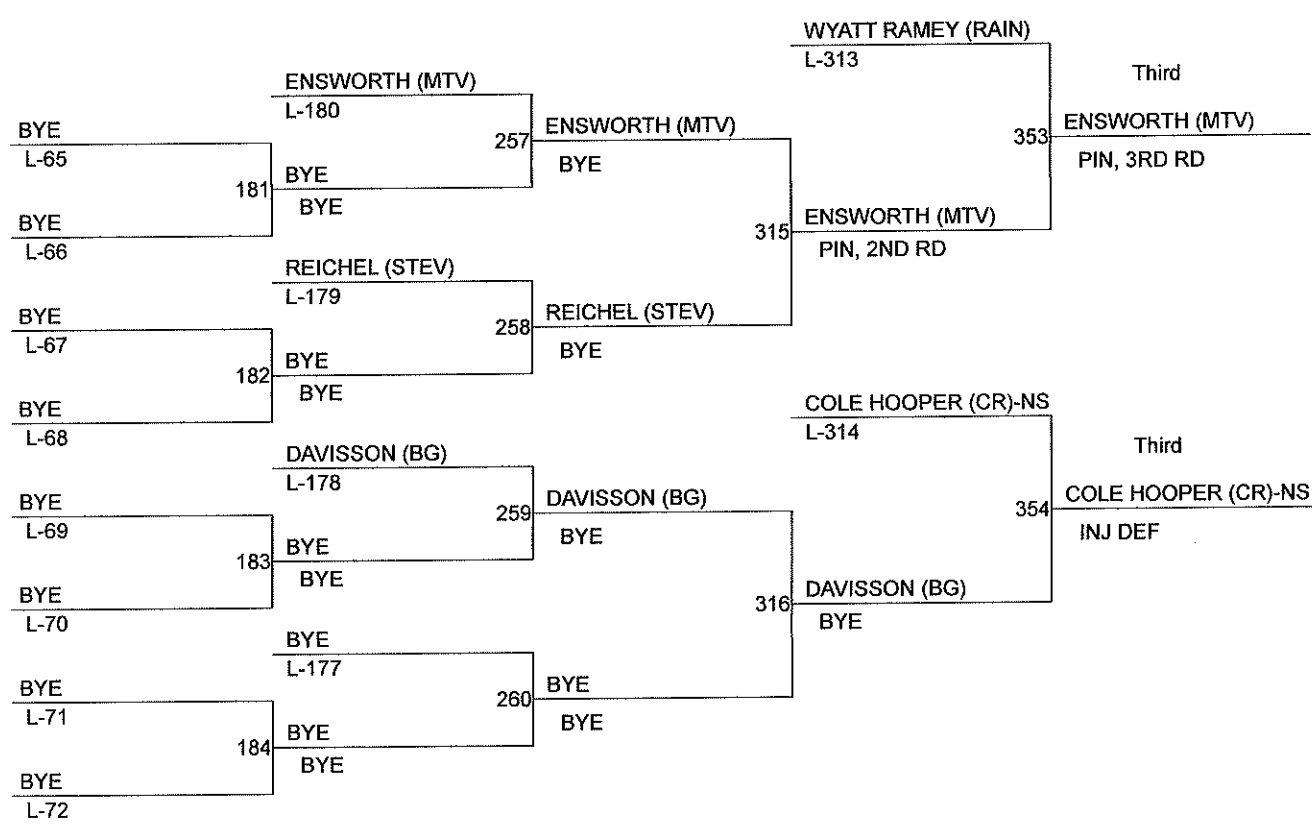 WYATT RAMEY (RAIN)
L-313
Third
ENSWORTH (MTV)
L-180
BYE
L-65
257
ENSWORTH (MTV)
BYE
353
ENSWORTH (MTV)
PIN, 3RD RD
181
BYE
BYE
BYE
L-66
315
ENSWORTH (MTV)
PIN, 2ND RD
REICHEL (STEV)
L-179
BYE
L-67
258
REICHEL (STEV)
BYE
182
BYE
BYE
BYE
L-68
COLE HOOPER (CR)-NS
L-314
Third
DAVISSON (BG)
L-178
BYE
L-69
259
DAVISSON (BG)
BYE
354
COLE HOOPER (CR)-NS
INJ DEF
183
BYE
BYE
BYE
L-70
316
DAVISSON (BG)
BYE
BYE
L-177
BYE
L-71
260
BYE
BYE
184
BYE
BYE
BYE
L-72